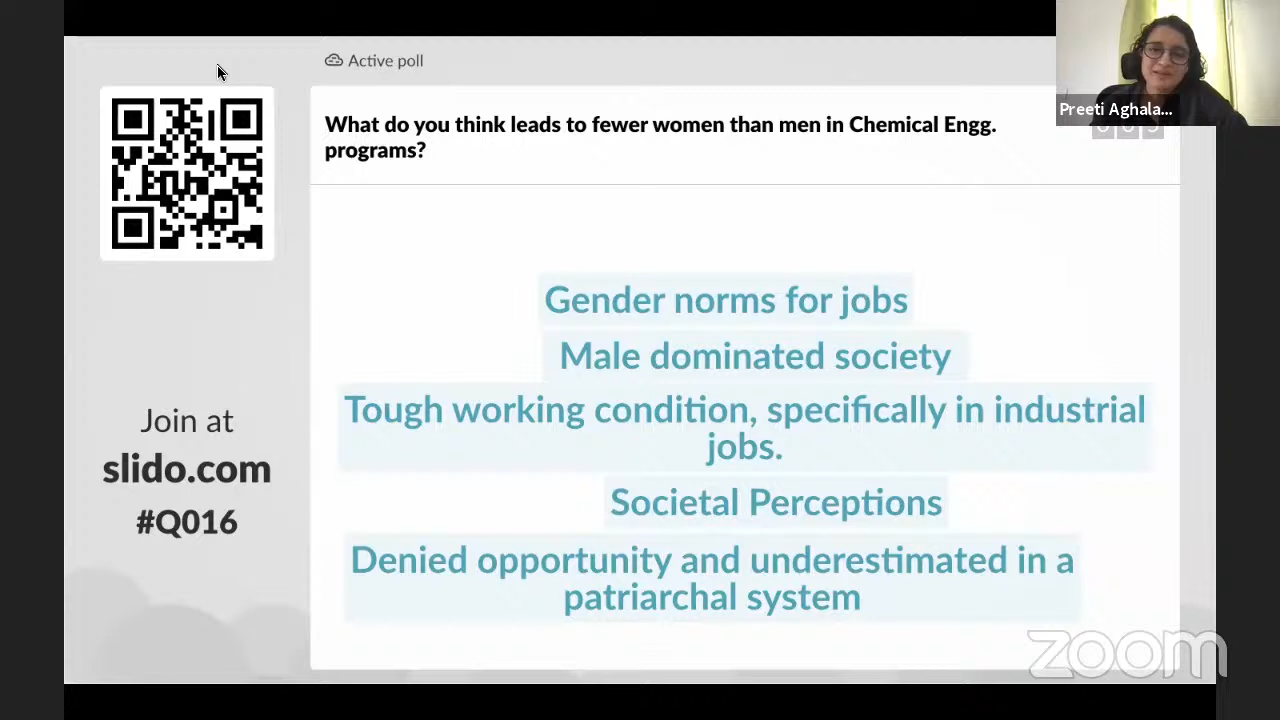 Active poll
What do you think leads to fewer women than men in Chemical Engg.
programs?
Preeti Aghala...
Gender norms for jobs
Male dominated society
Tough working condition, specifically in industrial
jobs.
Societal Perceptions
Denied opportunity and underestimated in a
patriarchal system
Join at
slido.com
#Q016
zoom